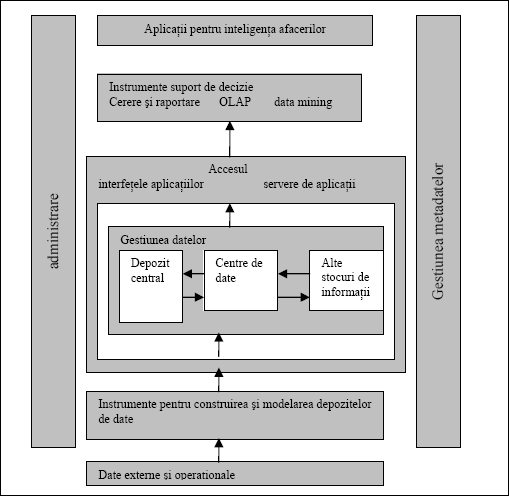 Aplicaţii pentru inteligenţa afacerilor
Instrumente suport de decizie
Cerere şi raportare OLAP data mining
Accesul
interfeţele aplicaţiilor servere de aplicaţii
Gestiunea datelor
Depozit
central
Centre de
date
Alte
stocuri de
informaţii
Instrumente pentru construirea şi modelarea depozitelor
de date
Date externe şi operationale
administrare
Gestiunea metadatelor